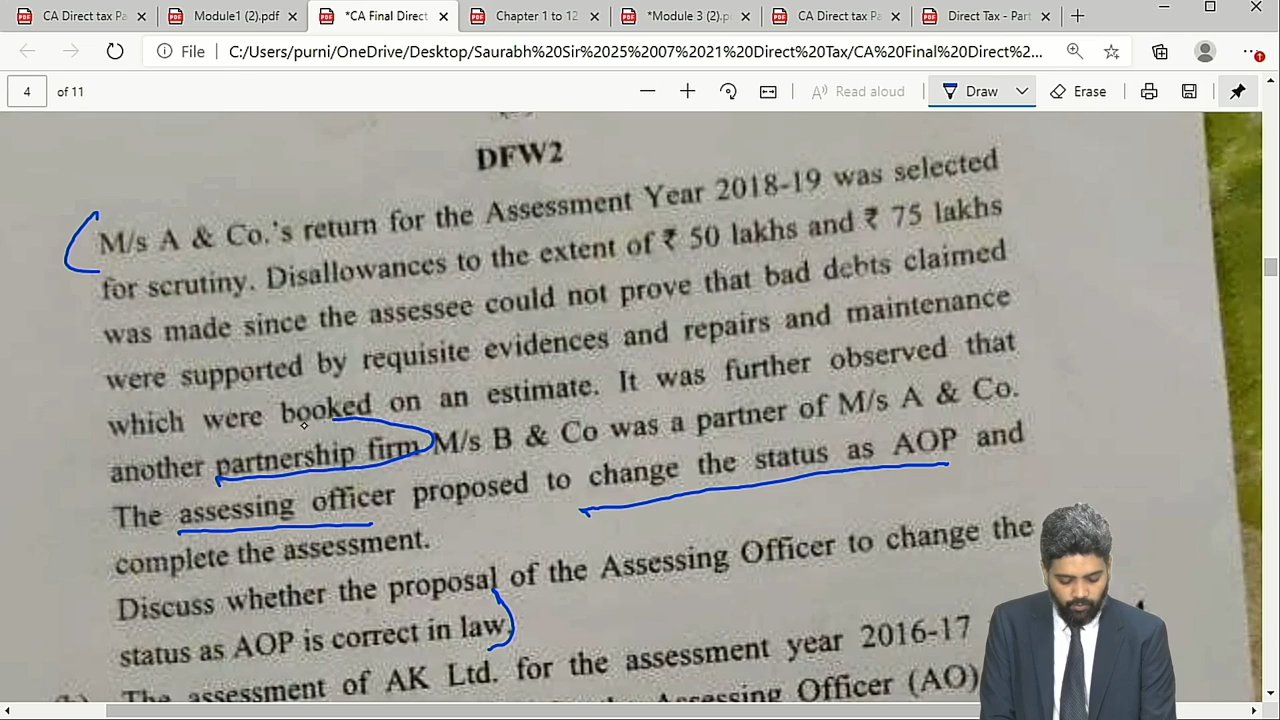 CA Direct tax Pa
Module1 (2).pdf
*CA Final Direct
Chapter 1 to 12
*Module 3 (2).p
CA Direct tax
Direct Tax - Part
File
C:/Users/purni/OneDrive/Desktop/Saurabh%20Sir%2025%2007%2021%20Direct%20Tax/CA%20Final%20Direct%2...
4 of 11
Read aloud
Draw
Erase
DFW2
M/s A & Co.'s return for the Assessment Year 2018-19 was selected
for scrutiny. Disallowances to the extent of ₹ 50 lakhs and ₹ 75 lakhs
was made since the assessee could not prove that bad debts claimed
were supported by requisite evidences and repairs and maintenance
which were booked on an estimate. It was further observed that
another partnership firm M/s B & Co was a partner of M/s A & Co.
The assessing officer proposed to change the status as AOP and
complete the assessment.
Discuss whether the proposal of the Assessing Officer to change the
status as AOP is correct in law.
The assessment of AK Ltd. for the assessment year 2016-17
Assessing Officer (AO)